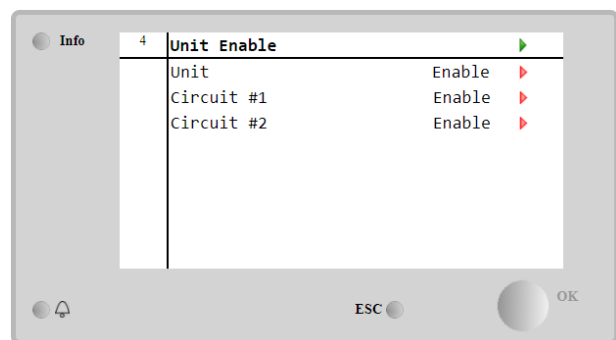 Info
4 Unit Enable
Unit Enable
Circuit #1 Enable
Circuit #2 Enable
ESC
OK